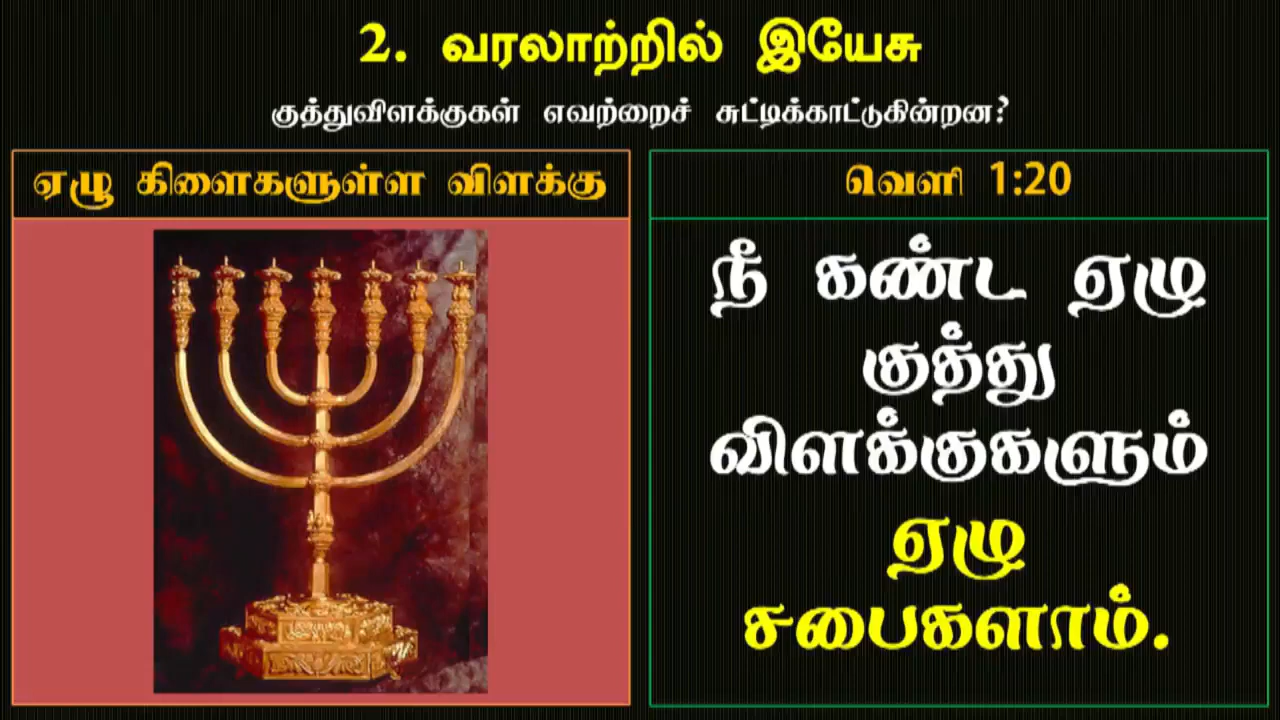 2. வரலாற்றில் இயேசு
குத்துவிளக்குகள் எவற்றைச் சுட்டிக்காட்டுகின்றன?
ஏழு கிளைகளுள்ள விளக்கு
வெளி 1:20
நீ கண்ட ஏழு
குத்து
விளக்குகளும்
ஏழு
சபைகளாம்.